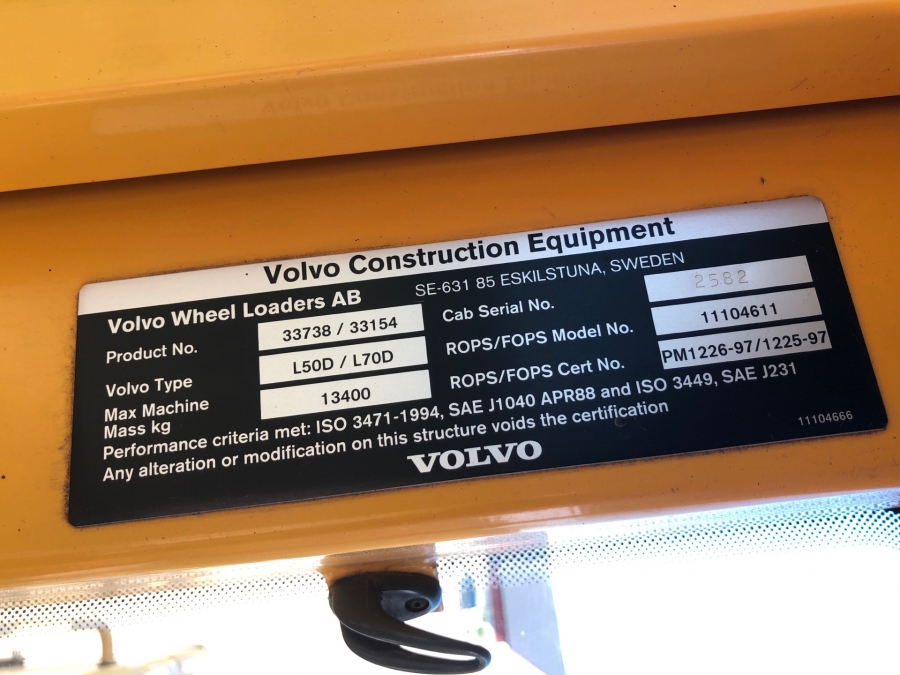 Volvo Construction Equipment
Volvo Wheel Loaders AB
SE-631 85 ESKILSTUNA, SWEDEN
Product No.
33738 / 33154
Volvo Type
L50D / L70D
Max Machine
Mass kg
13400
Cab Serial No.
2582
ROPS/FOPS Model No.
11104611
ROPS/FOPS Cert No.
PM1226-97/1225-97
Performance criteria met: ISO 3471-1994, SAE J1040 APR88 and ISO 3449, SAE J231
Any alteration or modification on this structure voids the certification
VOLVO
11104666